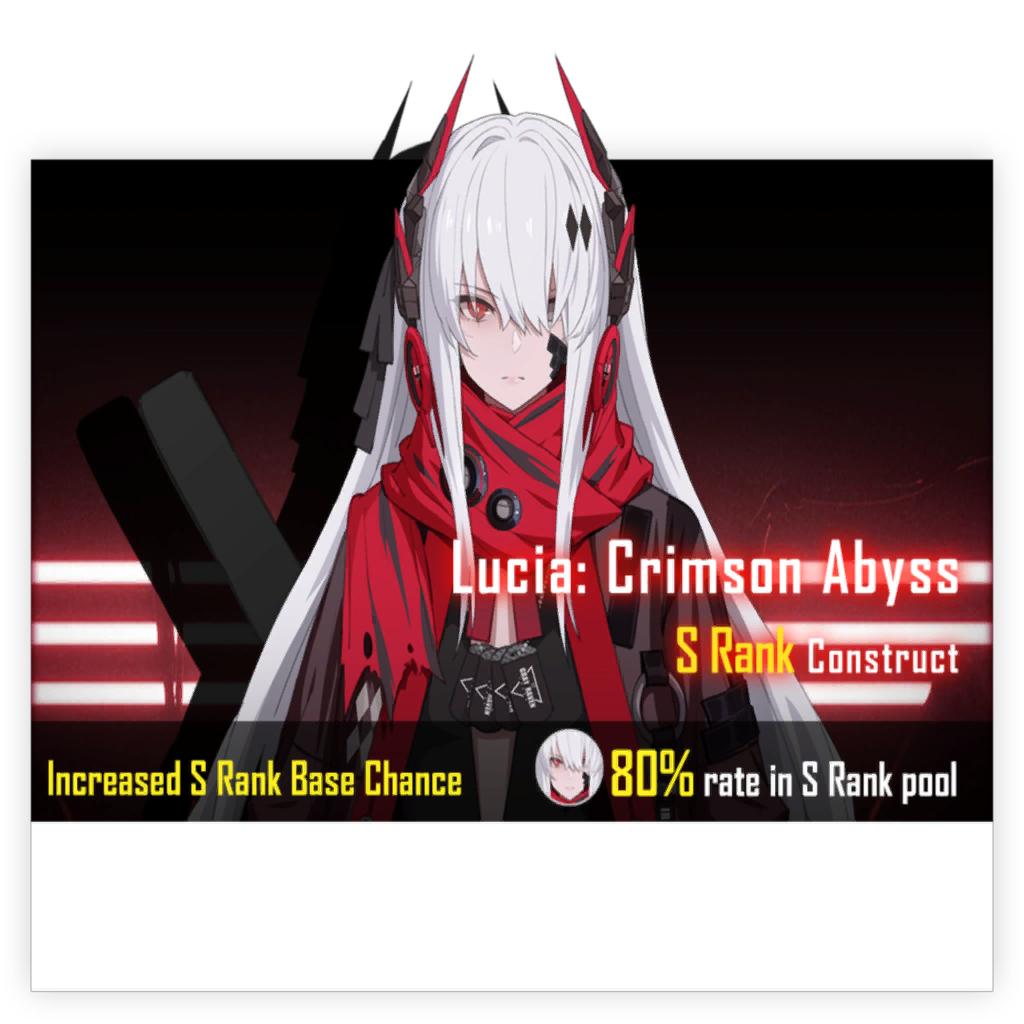 Lucia: Crimson Abyss
S Rank Construct
Increased S Rank Base Chance
80% rate in S Rank pool